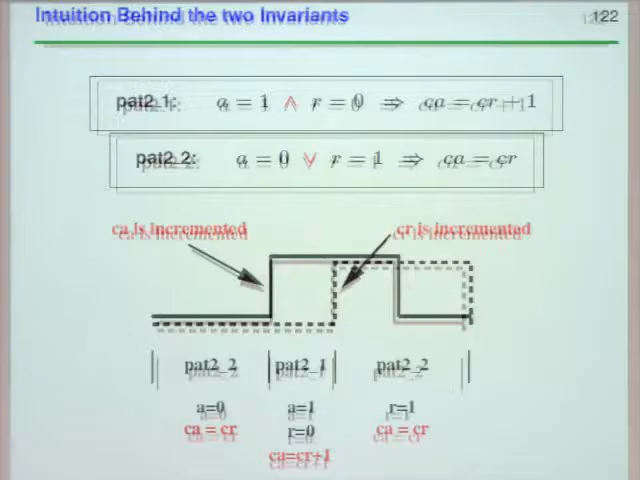 Intuition Behind the two Invariants 122
pat2_1: a = 1 ∧ r = 0 ⇒ ca = cr + 1
pat2_2: a = 0 ∨ r = 1 ⇒ ca = cr
ca is incremented cr is incremented
pat2_2 pat2_1 pat2_2
a=0 a=1 r=1
ca = cr r=0 ca = cr
ca=cr+1